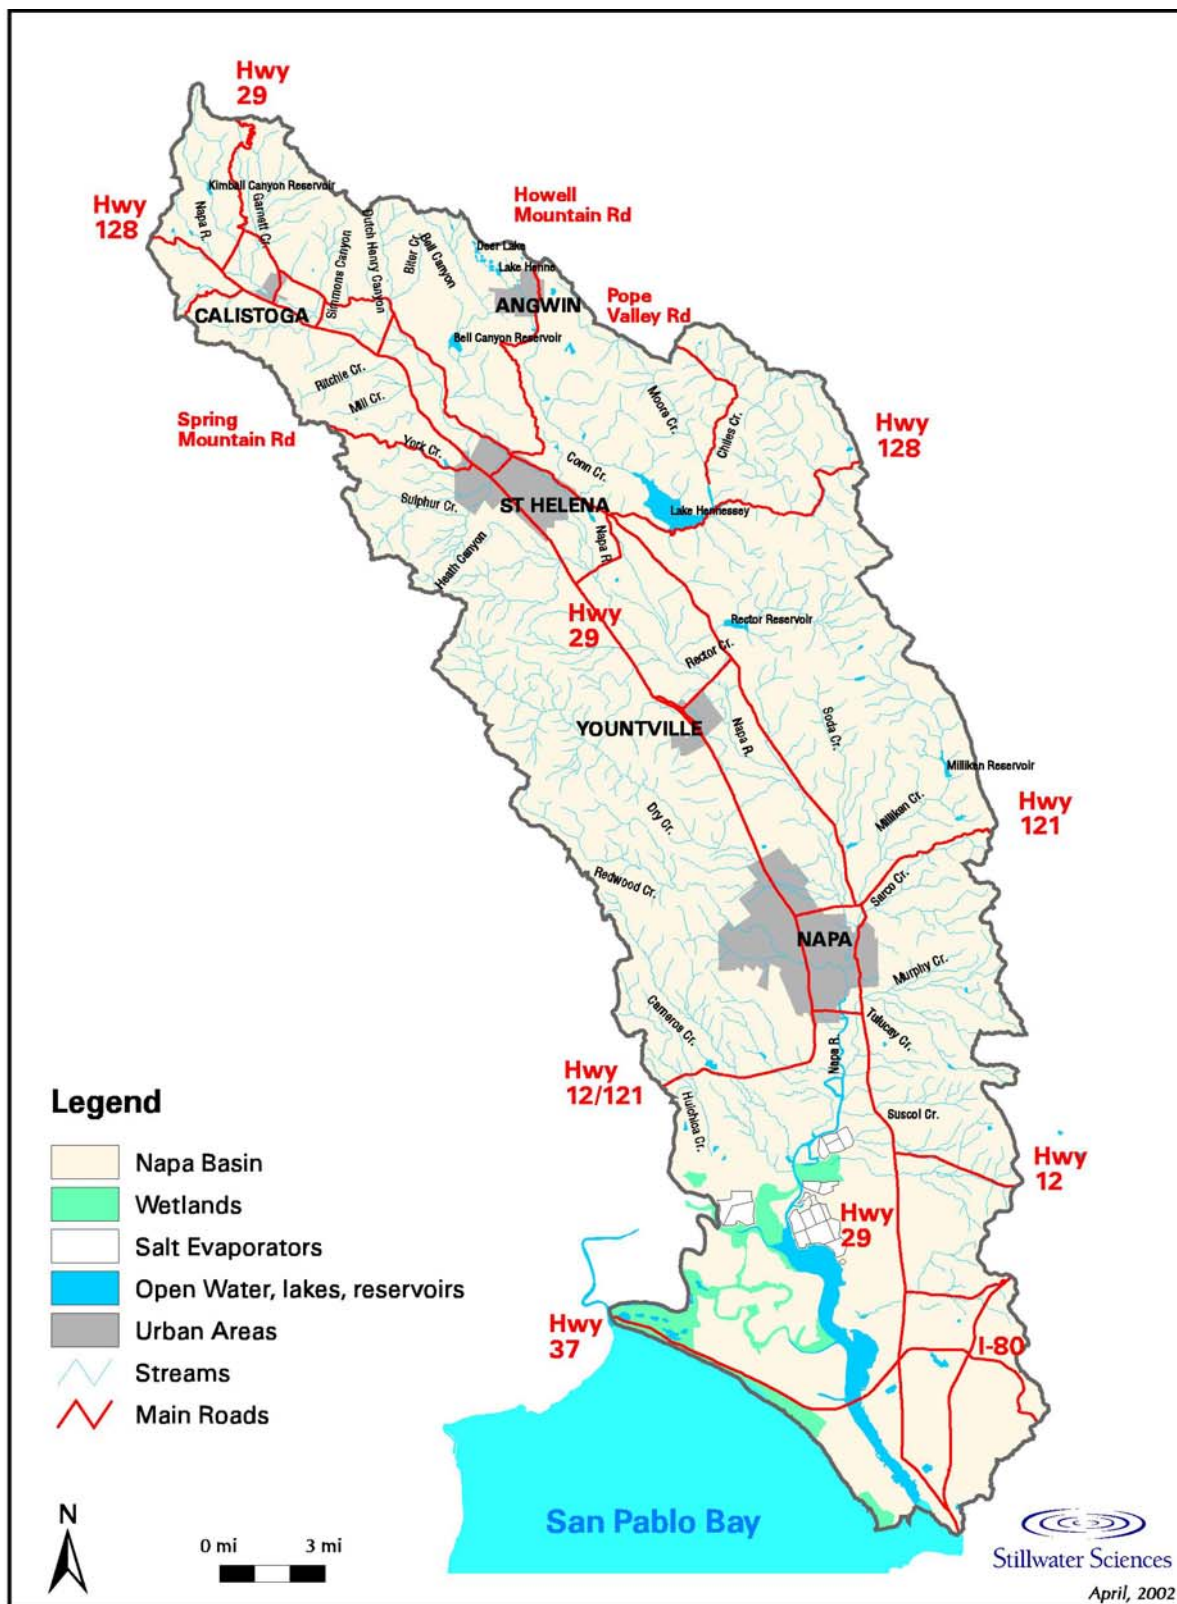 Hwy
29
Hwy
128
Kimball Canyon Reservoir
Napa R.
Garnett Cr.
Simmons Canyon
Dutch Henry Canyon
Biter Cr.
Bell Canyon
Howell
Mountain Rd
Deer Lake
Lake Henne
ANGWIN
Pope
Valley Rd
CALISTOGA
Bell Canyon Reservoir
Ritchie Cr.
Mill Cr.
Moore Cr.
Chiles Cr.
Spring
Mountain Rd
York Cr.
Hwy
128
Conn Cr.
Sulphur Cr.
ST HELENA
Lake Hennessey
Heath Canyon
Napa R.
Hwy
29
Rector Reservoir
Rector Cr.
YOUNTVILLE
Napa R.
Soda Cr.
Milliken Reservoir
Hwy
121
Milliken Cr.
Dry Cr.
Redwood Cr.
Sarco Cr.
NAPA
Murphy Cr.
Carneros Cr.
Tulucay Cr.
Napa R.
Hwy
12/121
Huichica Cr.
Suscol Cr.
Hwy
12
Hwy
29
Hwy
37
I-80
San Pablo Bay
Legend
Napa Basin
Wetlands
Salt Evaporators
Open Water, lakes, reservoirs
Urban Areas
Streams
Main Roads
N
0 mi 3 mi
Stillwater Sciences
April, 2002